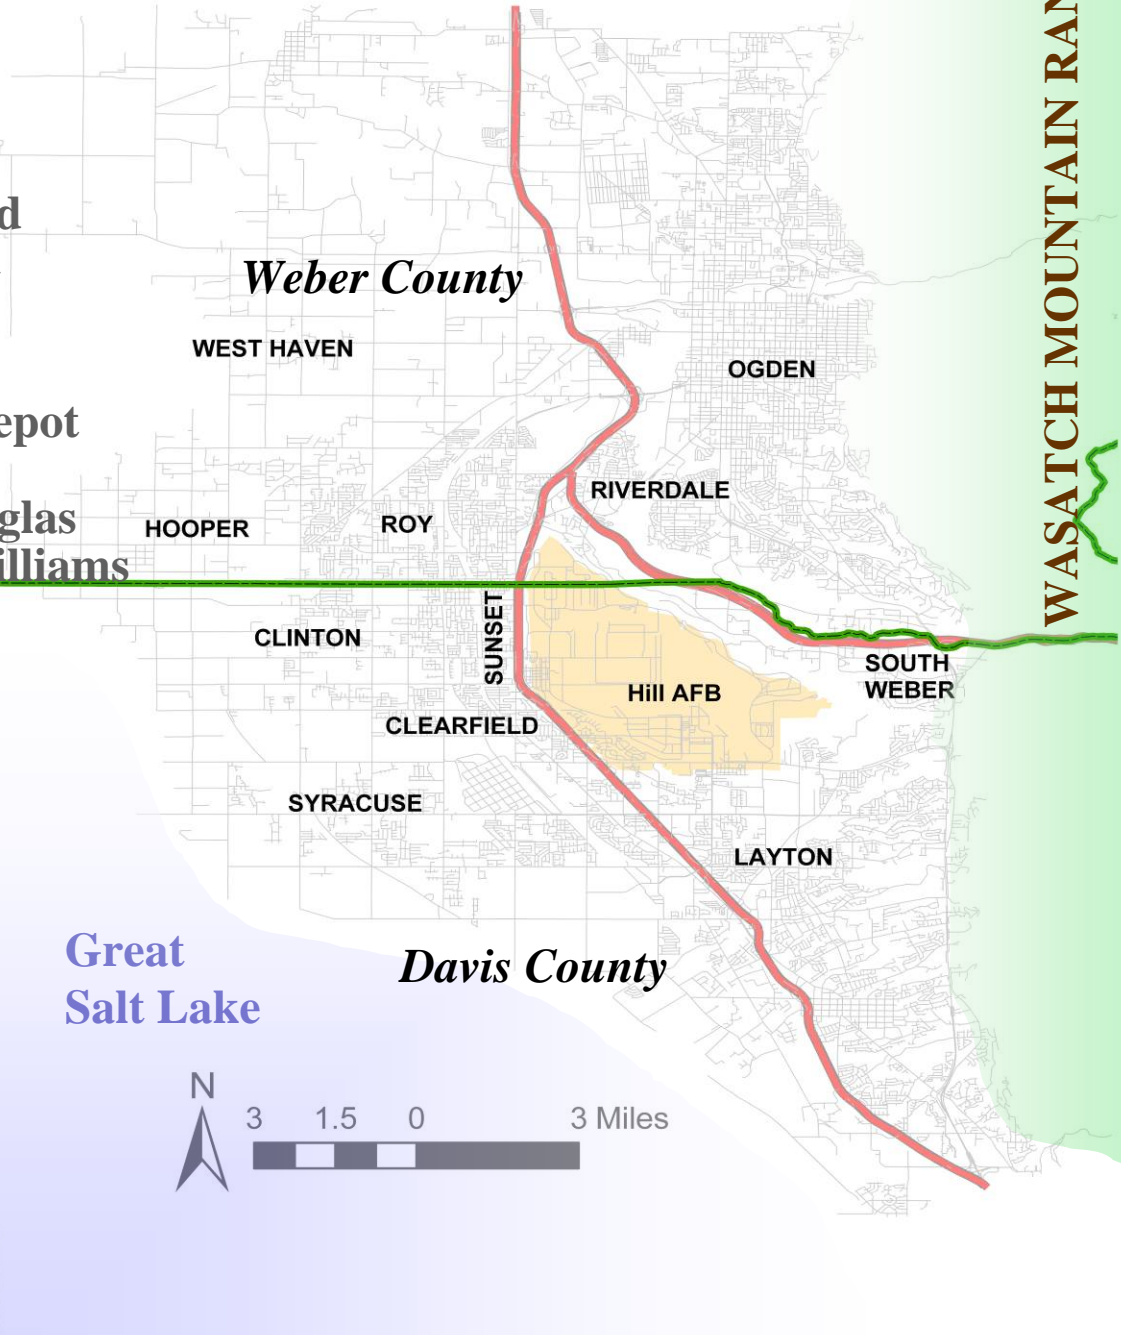 WASATCH MOUNTAIN RAN
d
Weber County
WEST HAVEN
OGDEN
epot
RIVERDALE
glas
HOOPER
ROY
illiams
SUNSET
CLINTON
SOUTH
WEBER
Hill AFB
CLEARFIELD
SYRACUSE
LAYTON
Great
Salt Lake
Davis County
N
3 1.5 0 3 Miles